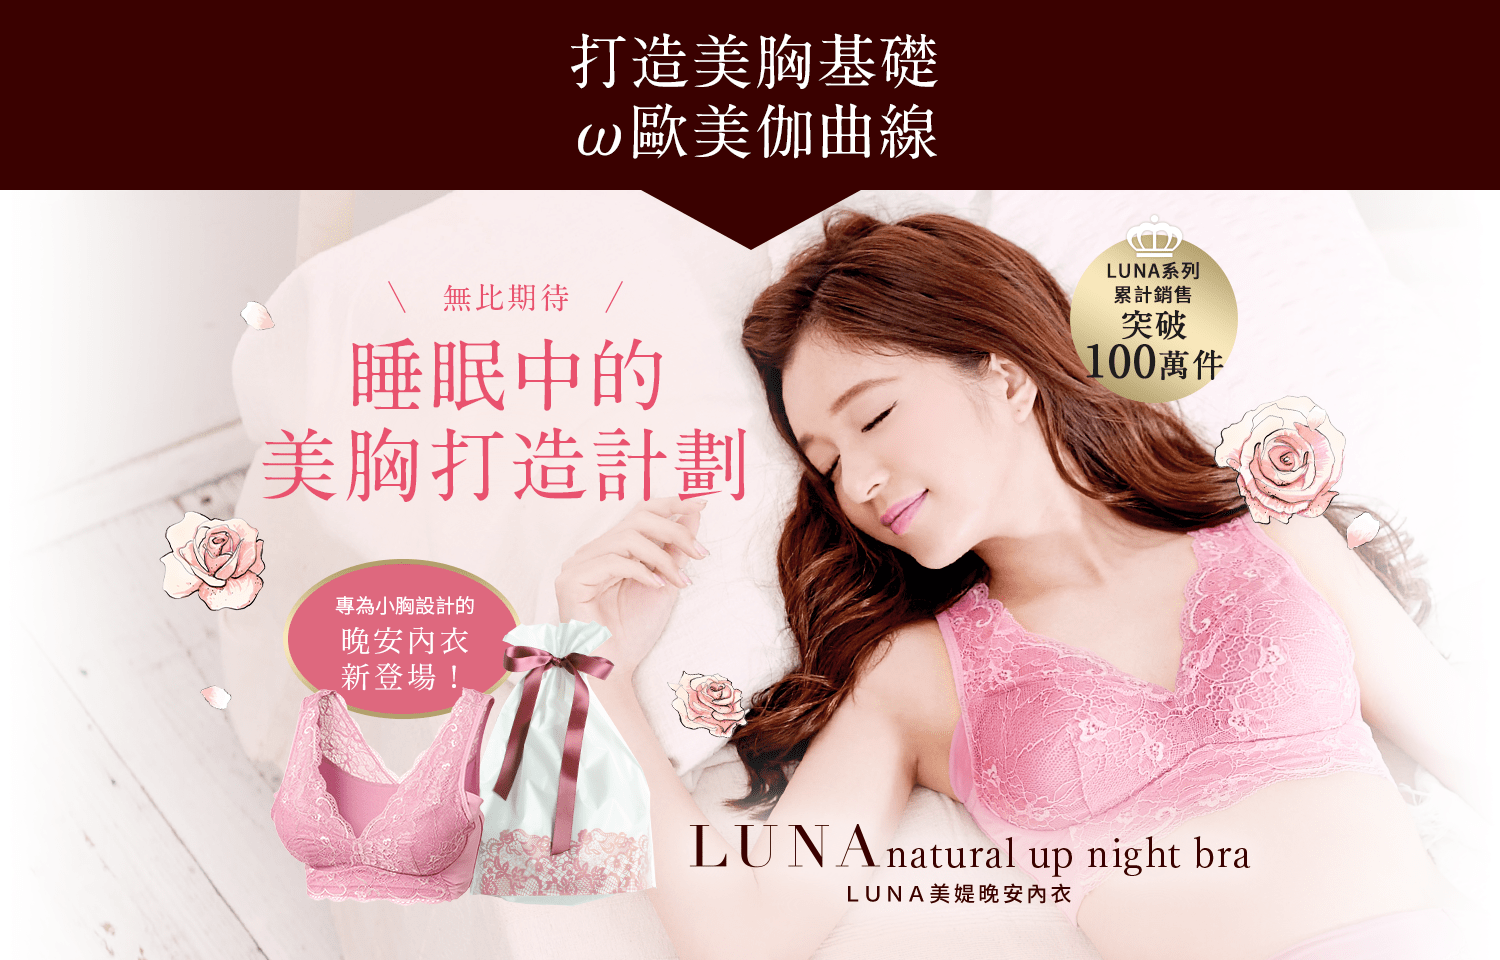 打造美胸基礎
ω歐美伽曲線
\ 無比期待 /
睡眠中的
美胸打造計劃
LUNA系列
累計銷售
突破
100萬件
專為小胸設計的
晚安內衣
新登場！
LUNA natural up night bra
LUNA美媞晚安內衣